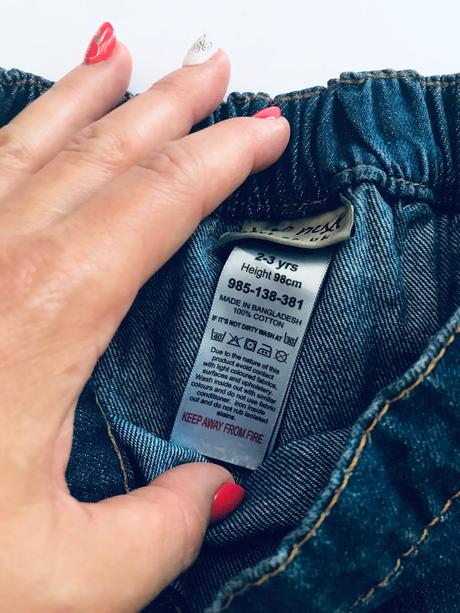 2-3 yrs
Height 98cm
985-138-381
MADE IN BANGLADESH
100% COTTON
IF IT'S NOT DIRTY WASH AT
Due to the nature of this
product avoid contact
with light coloured fabrics,
surfaces and upholstery.
Wash inside out with similar
colours and do not use fabric
conditioner. Iron inside
out and do not rub isolated
stains.
KEEP AWAY FROM FIRE